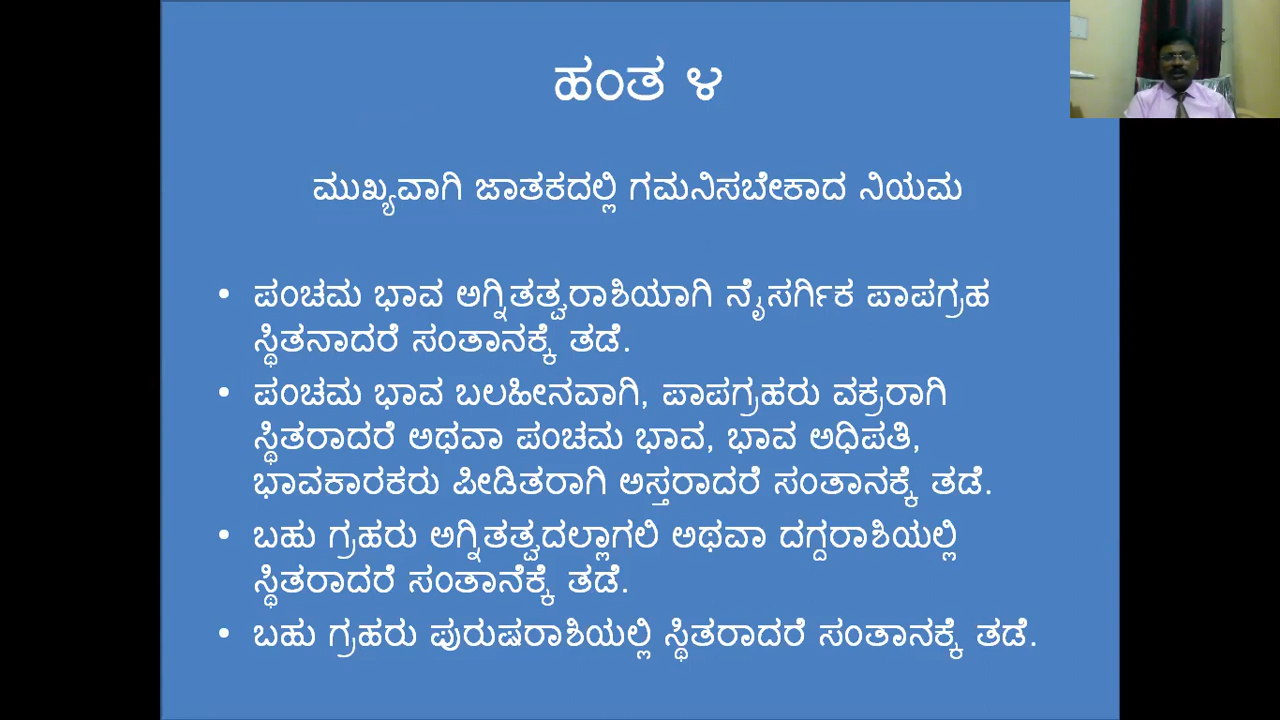 ಹಂತ ೪
ಮುಖ್ಯವಾಗಿ ಜಾತಕದಲ್ಲಿ ಗಮನಿಸಬೇಕಾದ ನಿಯಮ
• ಪಂಚಮ ಭಾವ ಅಗ್ನಿತತ್ವರಾಶಿಯಾಗಿ ನೈಸರ್ಗಿಕ ಪಾಪಗ್ರಹ
ಸ್ಥಿತನಾದರೆ ಸಂತಾನಕ್ಕೆ ತಡೆ.
• ಪಂಚಮ ಭಾವ ಬಲಹೀನವಾಗಿ, ಪಾಪಗ್ರಹರು ವಕ್ರರಾಗಿ
ಸ್ಥಿತರಾದರೆ ಅಥವಾ ಪಂಚಮ ಭಾವ, ಭಾವ ಅಧಿಪತಿ,
ಭಾವಕಾರಕರು ಪೀಡಿತರಾಗಿ ಅಸ್ತರಾದರೆ ಸಂತಾನಕ್ಕೆ ತಡೆ.
• ಬಹು ಗ್ರಹರು ಅಗ್ನಿತತ್ವದಲ್ಲಾಗಲಿ ಅಥವಾ ದಗ್ದರಾಶಿಯಲ್ಲಿ
ಸ್ಥಿತರಾದರೆ ಸಂತಾನೆಕ್ಕೆ ತಡೆ.
• ಬಹು ಗ್ರಹರು ಪುರುಷರಾಶಿಯಲ್ಲಿ ಸ್ಥಿತರಾದರೆ ಸಂತಾನಕ್ಕೆ ತಡೆ.